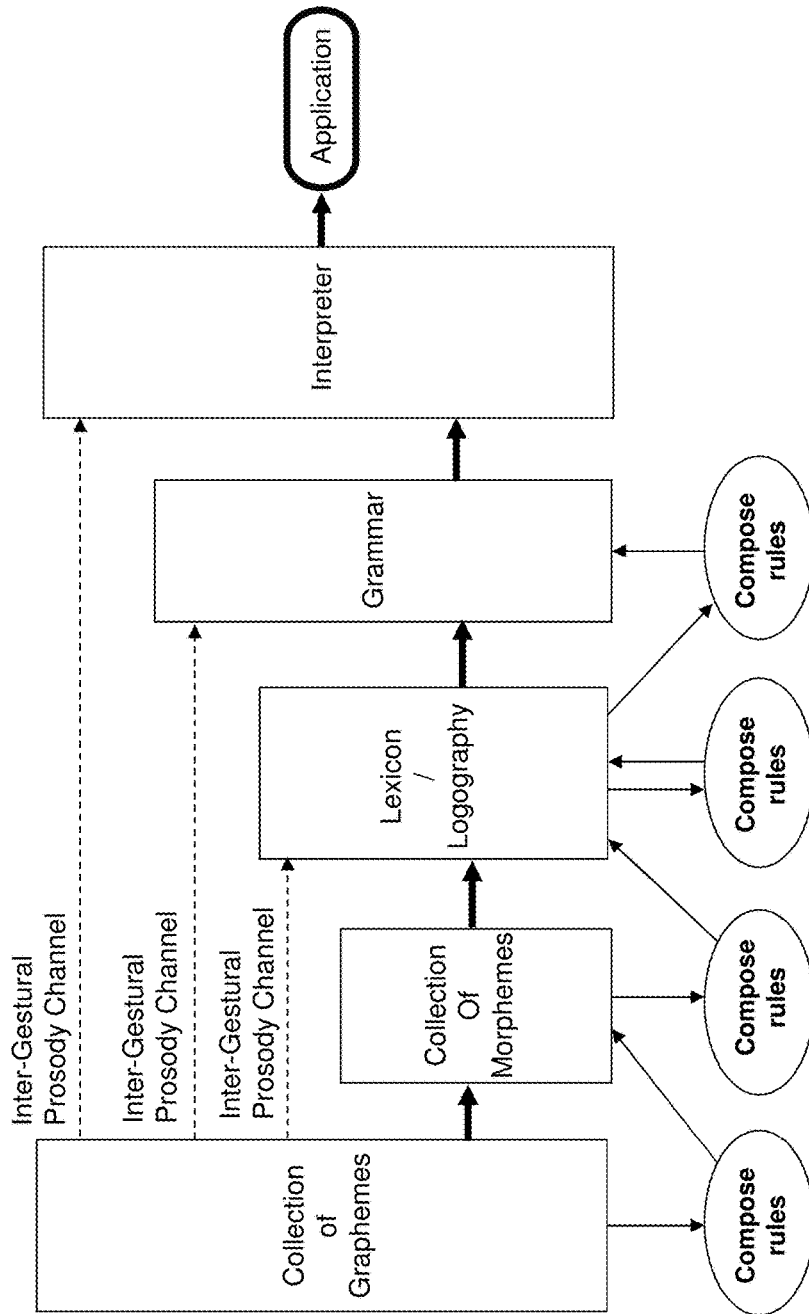 Inter-Gestural
Prosody Channel
Inter-Gestural
Prosody Channel
Inter-Gestural
Prosody Channel
Collection
of
Graphemes
Collection
Of
Morphemes
Lexicon
/
Logography
Grammar
Interpreter
Application
Compose
rules
Compose
rules
Compose
rules
Compose
rules